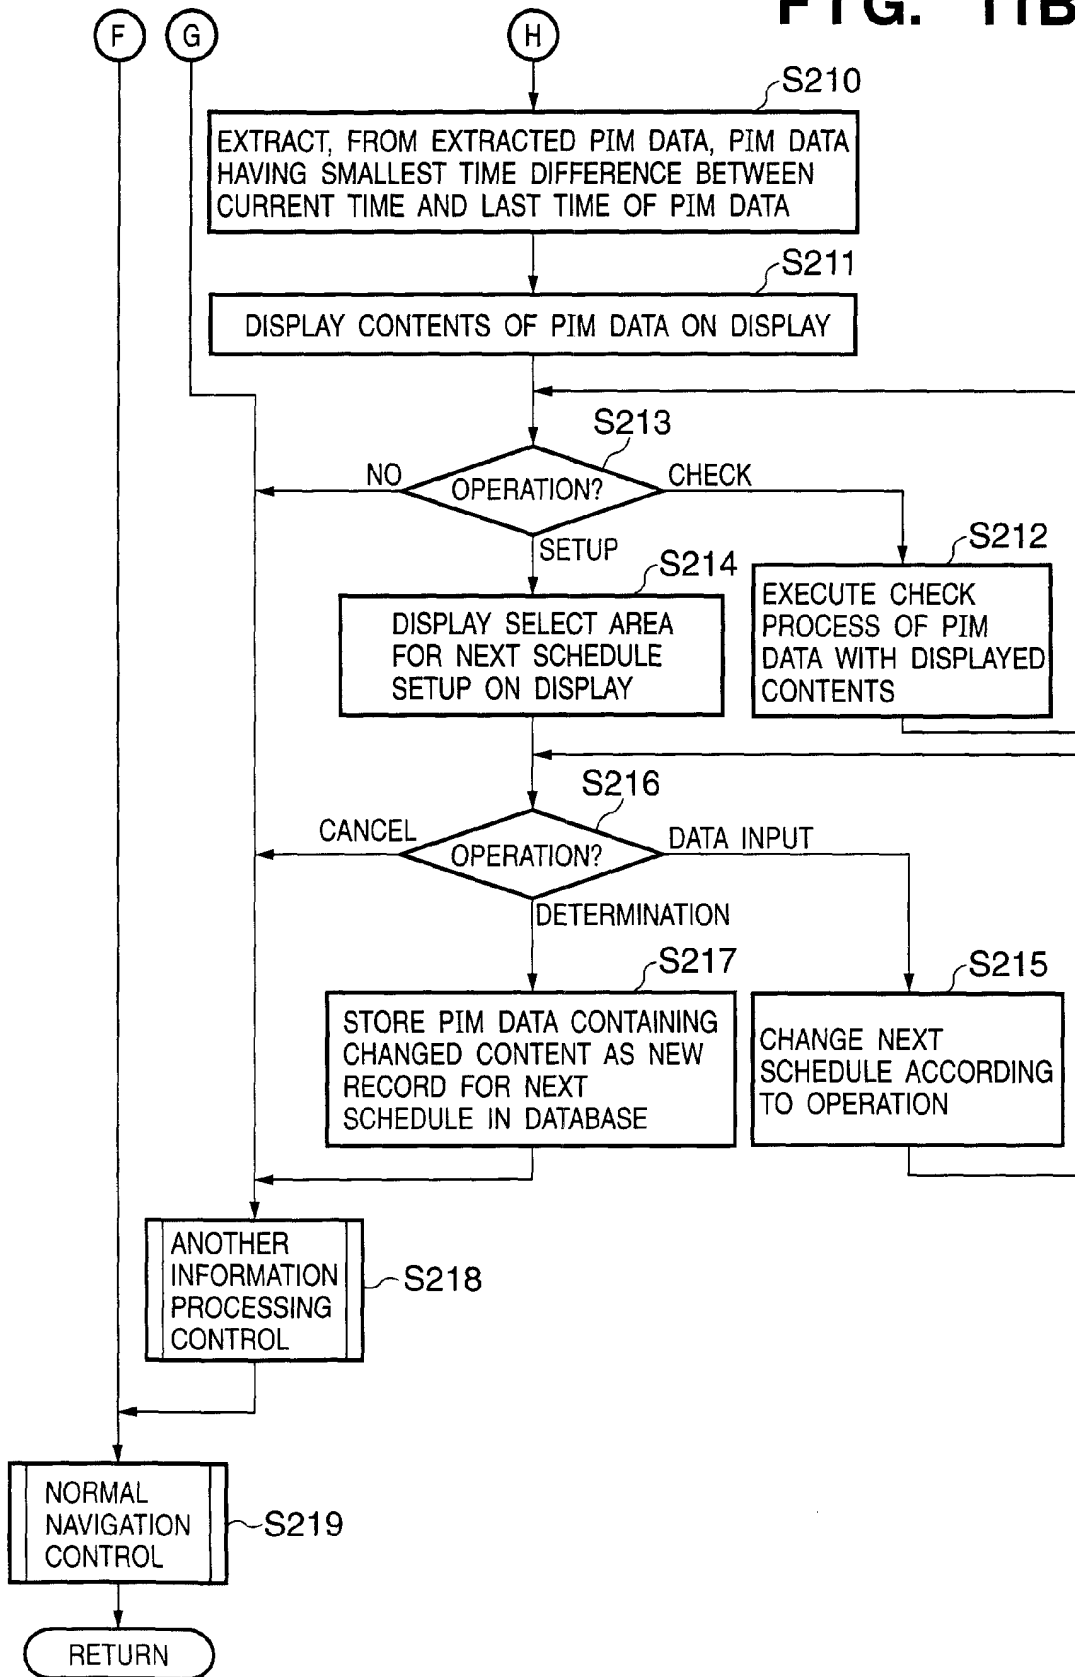 FIG. 11B
F
G
H
S210
EXTRACT, FROM EXTRACTED PIM DATA, PIM DATA
HAVING SMALLEST TIME DIFFERENCE BETWEEN
CURRENT TIME AND LAST TIME OF PIM DATA
S211
DISPLAY CONTENTS OF PIM DATA ON DISPLAY
S213
NO
OPERATION?
CHECK
SETUP
S212
EXECUTE CHECK
PROCESS OF PIM
DATA WITH DISPLAYED
CONTENTS
S214
DISPLAY SELECT AREA
FOR NEXT SCHEDULE
SETUP ON DISPLAY
S216
CANCEL
OPERATION?
DATA INPUT
DETERMINATION
S217
STORE PIM DATA CONTAINING
CHANGED CONTENT AS NEW
RECORD FOR NEXT
SCHEDULE IN DATABASE
S215
CHANGE NEXT
SCHEDULE ACCORDING
TO OPERATION
ANOTHER
INFORMATION
PROCESSING
CONTROL
S218
NORMAL
NAVIGATION
CONTROL
S219
RETURN